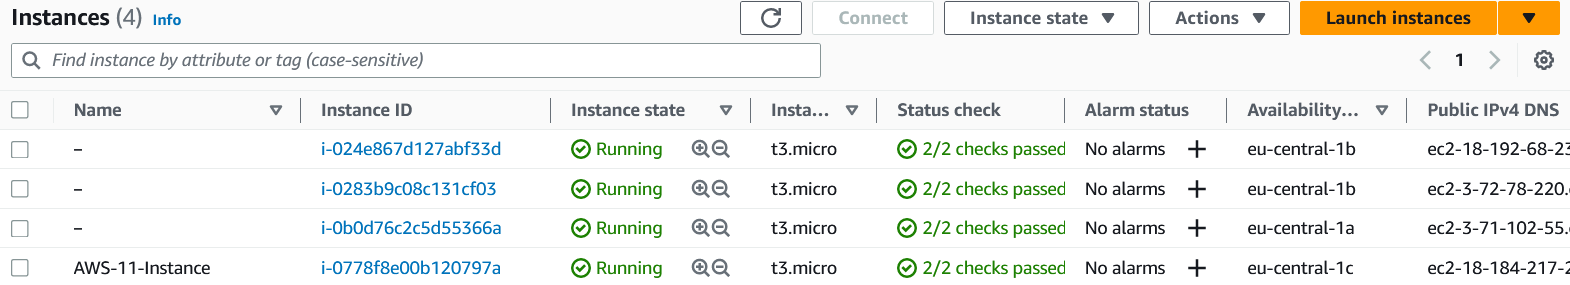 Instances (4) Info Connect Instance state Actions Launch instances
Find instance by attribute or tag (case-sensitive) 1
Name Instance ID Instance state Insta... Status check Alarm status Availability... Public IPv4 DNS
– i-024e867d127abf33d Running t3.micro 2/2 checks passed No alarms eu-central-1b ec2-18-192-68-23
– i-0283b9c08c131cf03 Running t3.micro 2/2 checks passed No alarms eu-central-1b ec2-3-72-78-220.
– i-0b0d76c2c5d55366a Running t3.micro 2/2 checks passed No alarms eu-central-1a ec2-3-71-102-55.
AWS-11-Instance i-0778f8e00b120797a Running t3.micro 2/2 checks passed No alarms eu-central-1c ec2-18-184-217-2